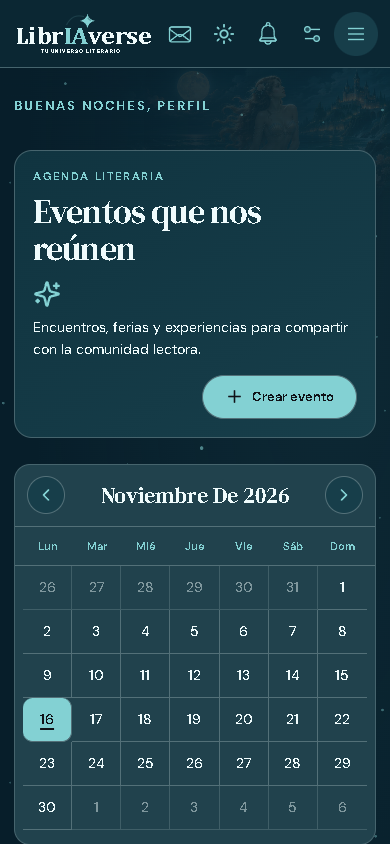 LibrIAverse
TU UNIVERSO LITERARIO
BUENAS NOCHES, PERFIL
AGENDA LITERARIA
Eventos que nos
reúnen
Encuentros, ferias y experiencias para compartir
con la comunidad lectora.
+ Crear evento
Noviembre De 2026
Lun Mar Mié Jue Vie Sáb Dom
26 27 28 29 30 31 1
2 3 4 5 6 7 8
9 10 11 12 13 14 15
16 17 18 19 20 21 22
23 24 25 26 27 28 29
30 1 2 3 4 5 6